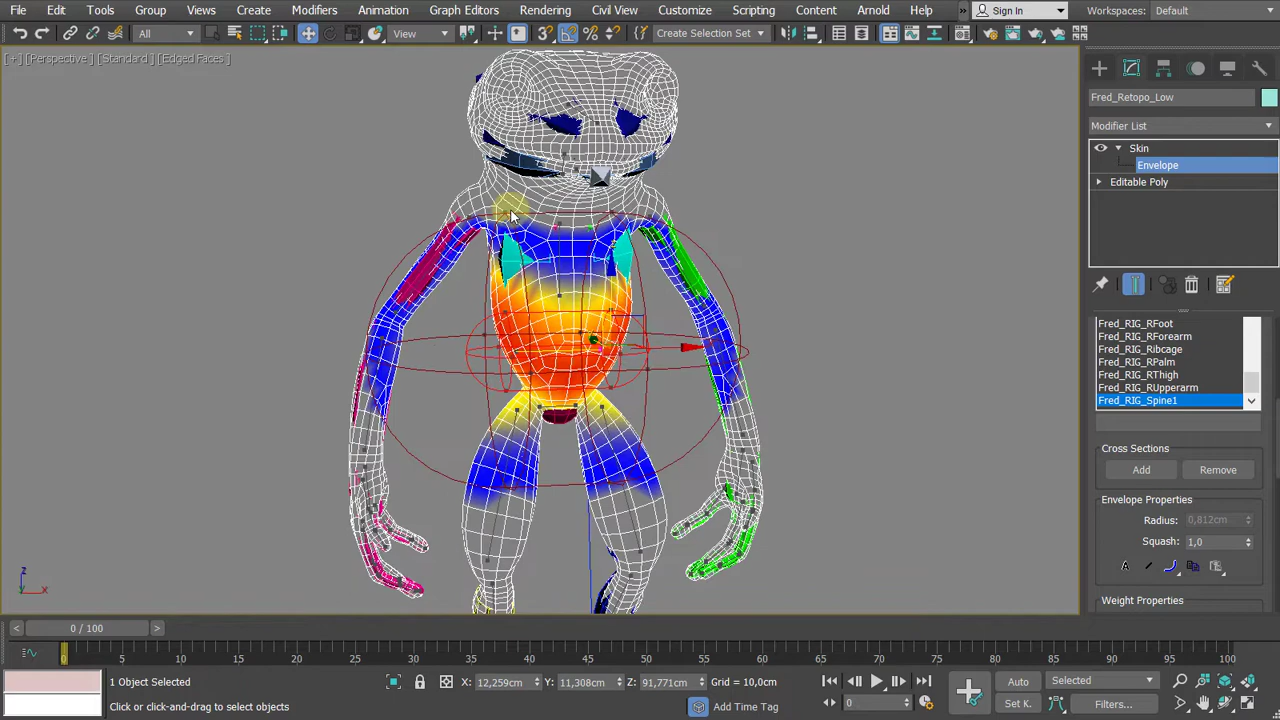 File Edit Tools Group Views Create Modifiers Animation Graph Editors Rendering Civil View Customize Scripting Content Arnold Help » Sign In Workspaces: Default
All View Create Selection Set
[+] [Perspective] [Standard] [Edged Faces]
Fred_Retopo_Low
Modifier List
Skin
Envelope
Editable Poly
Fred_RIG_RFoot
Fred_RIG_RForearm
Fred_RIG_Ribcage
Fred_RIG_RPalm
Fred_RIG_RThigh
Fred_RIG_RUpperarm
Fred_RIG_Spine1
Cross Sections
Add Remove
Envelope Properties
Radius: 0,812cm
Squash: 1,0
Weight Properties
z
x
0 / 100
0 5 10 15 20 25 30 35 40 45 50 55 60 65 70 75 80 85 90 95 100
1 Object Selected
X: 12,259cm Y: 11,308cm Z: 91,771cm Grid = 10,0cm
Auto Selected
Click or click-and-drag to select objects
Add Time Tag
0
Set K. Filters...